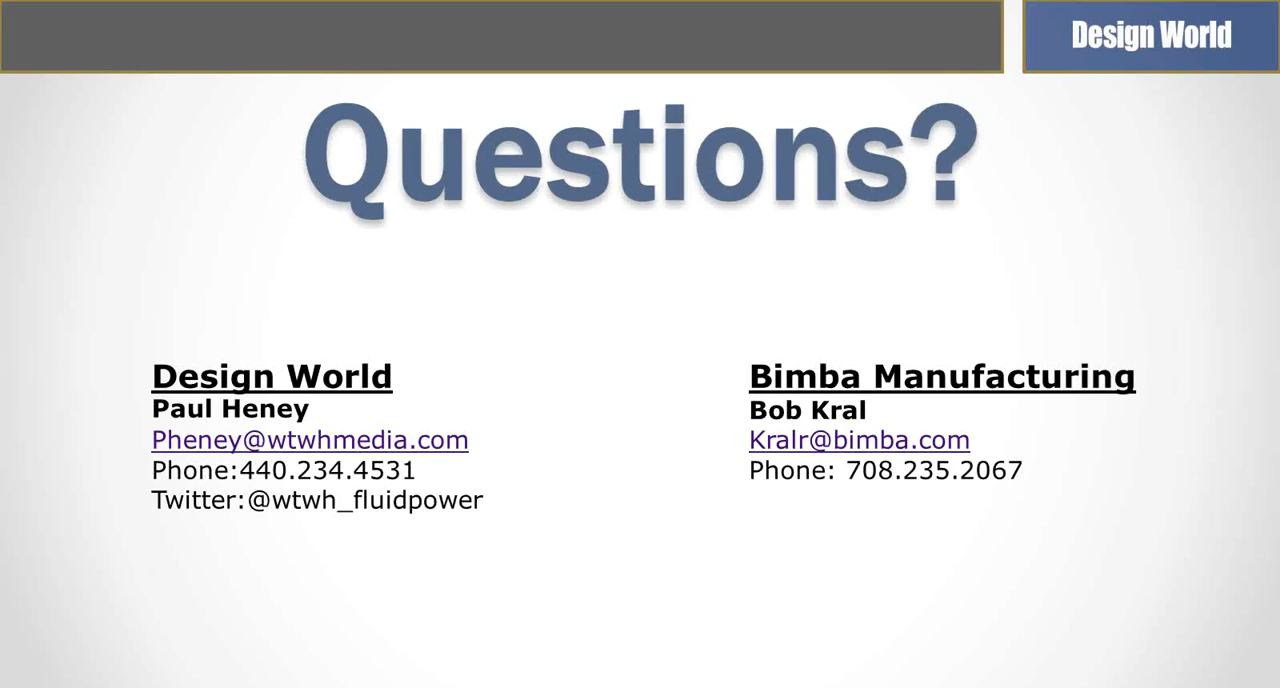 Design World
Questions?
Design World
Paul Heney
Pheney@wtwhmedia.com
Phone:440.234.4531
Twitter:@wtwh_fluidpower
Bimba Manufacturing
Bob Kral
Kralr@bimba.com
Phone: 708.235.2067